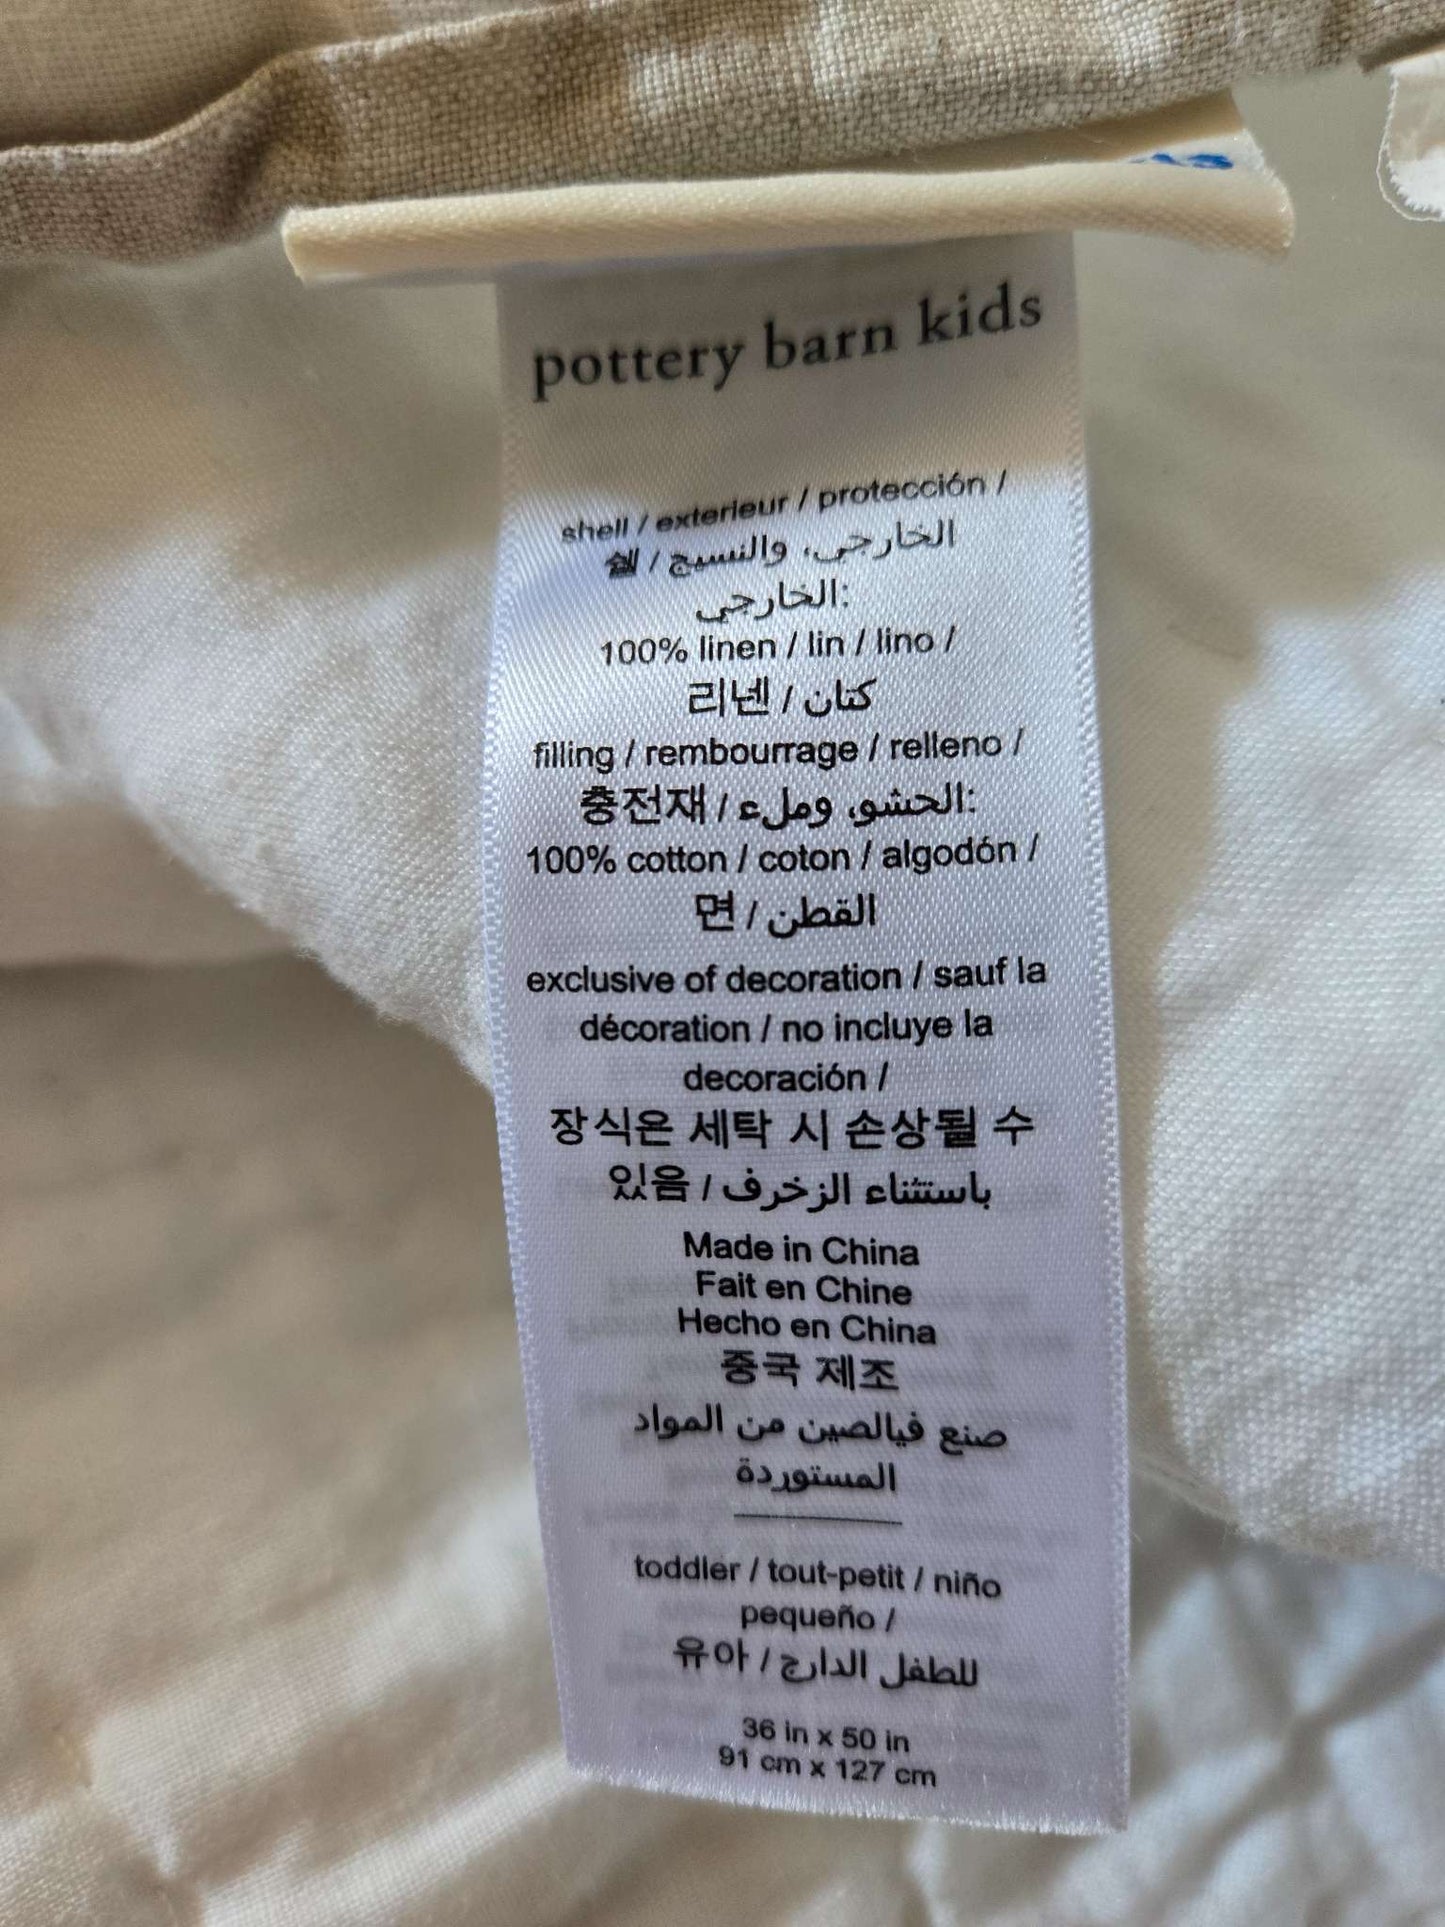 pottery barn kids
shell / exterieur / protección /
쉘 / الخارجي، والنسيج
الخارجي:
100% linen / lin / lino /
리넨 / كتان
filling / rembourrage / relleno /
충전재 / الحشو، وملء:
100% cotton / coton / algodón /
면 / القطن
exclusive of decoration / sauf la
décoration / no incluye la
decoración /
장식은 세탁 시 손상될 수
있음 / باستثناء الزخرف
Made in China
Fait en Chine
Hecho en China
중국 제조
صنع فيالصين من المواد
المستوردة
toddler / tout-petit / niño
pequeño /
유아 / للطفل الدارج
36 in x 50 in
91 cm x 127 cm